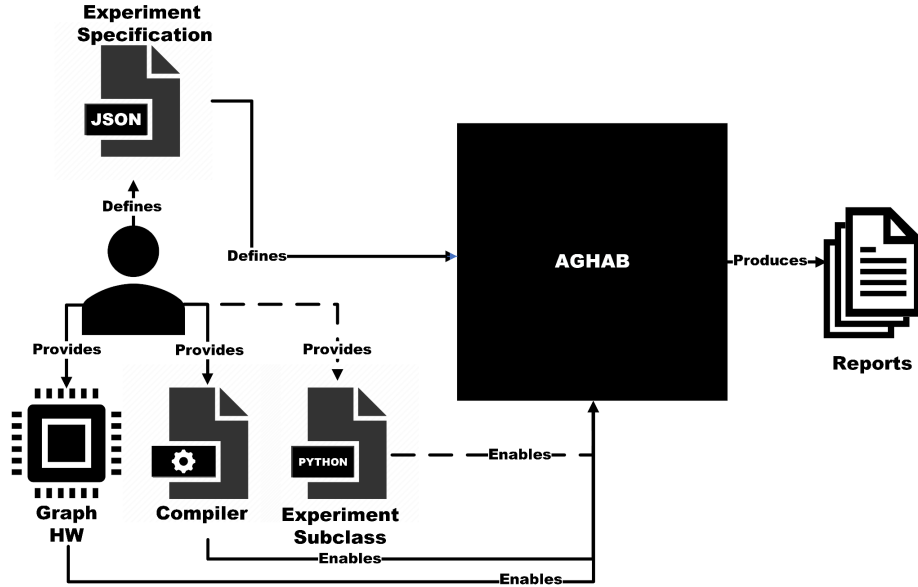 Experiment
Specification
JSON
Defines
Defines
AGHAB
Produces
Reports
Provides
Provides
Provides
PYTHON
Enables
Graph
HW
Compiler
Experiment
Subclass
Enables
Enables